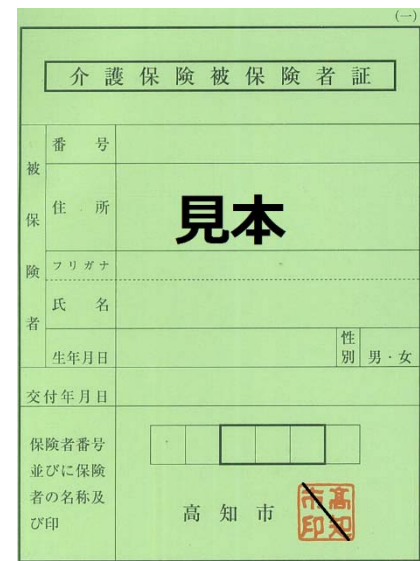 (一)
介護保険被保険者証
被保険者
番号
住所
見本
フリガナ
氏名
生年月日
性別
男・女
交付年月日
保険者番号
並びに保険
者の名称及
び印
高知市
高知市印